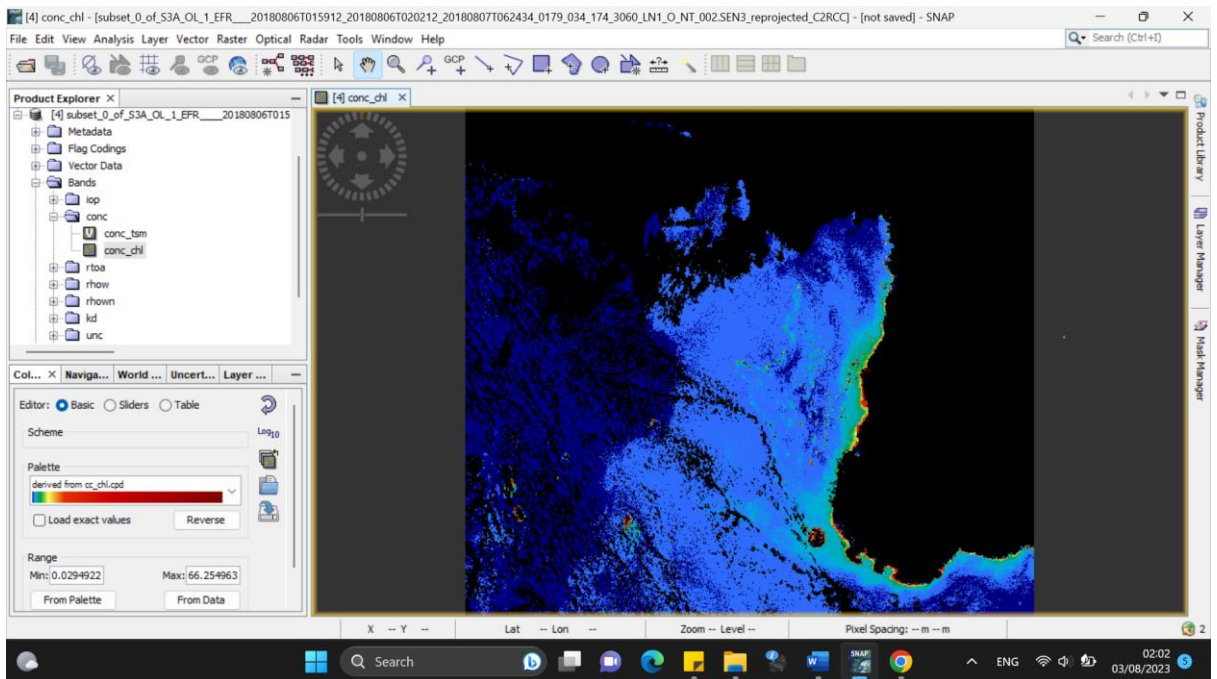 [4] conc_chl - [subset_0_of_S3A_OL_1_EFR____20180806T015912_20180806T020212_20180807T062434_0179_034_174_3060_LN1_O_NT_002.SEN3_reprojected_C2RCC] - [not saved] - SNAP
File Edit View Analysis Layer Vector Raster Optical Radar Tools Window Help
Search (Ctrl+I)
GCP GCP
Product Explorer
[4] conc_chl
[4] subset_0_of_S3A_OL_1_EFR____20180806T015
Metadata
Flag Codings
Vector Data
Bands
iop
conc
conc_tsm
conc_chl
rtoa
rhow
rhown
kd
unc
Product Library
Layer Manager
Mask Manager
Col... Naviga... World ... Uncert... Layer ...
Editor: Basic Sliders Table
Scheme
Log10
Palette
derived from cc_chl.cpd
Load exact values Reverse
Range
Min: 0.0294922 Max: 66.254963
From Palette From Data
X -- Y -- Lat -- Lon -- Zoom -- Level -- Pixel Spacing: -- m -- m 2
Search
SNAP
ENG
02:02
03/08/2023
5